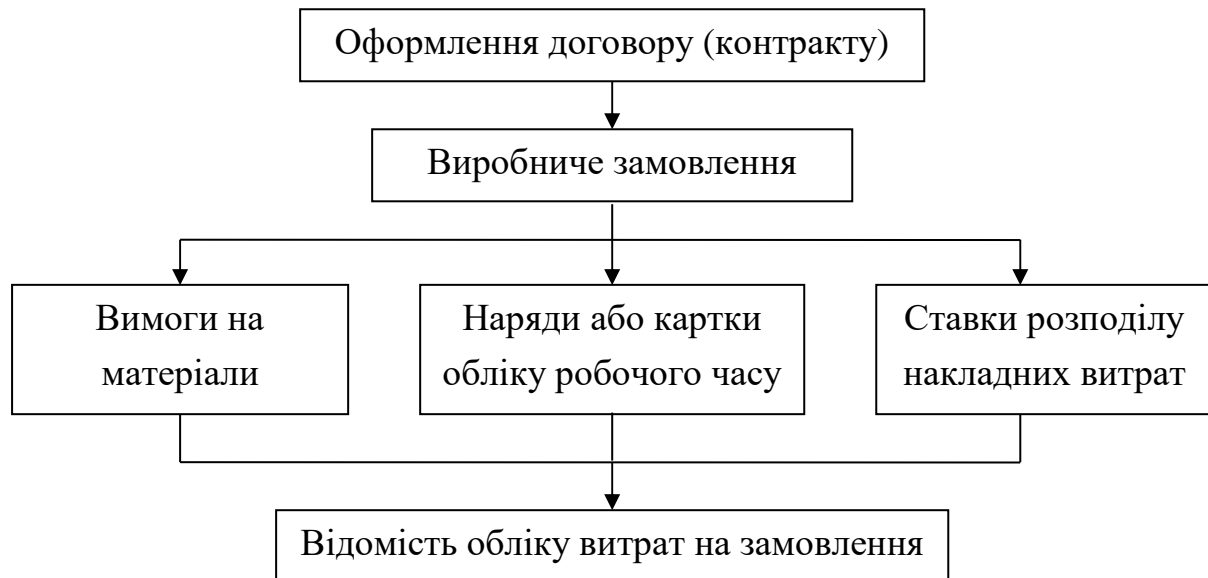 Оформлення договору (контракту)
Виробниче замовлення
Вимоги на
матеріали
Наряди або картки
обліку робочого часу
Ставки розподілу
накладних витрат
Відомість обліку витрат на замовлення